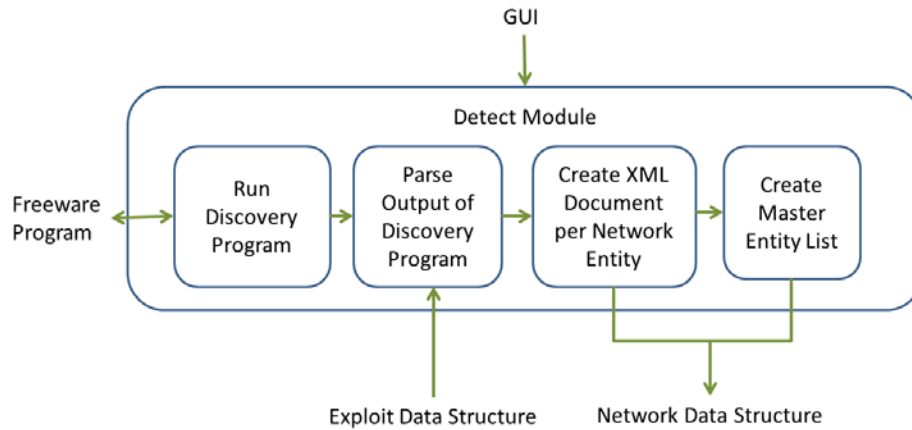 GUI
Detect Module
Freeware
Program
Run
Discovery
Program
Parse
Output of
Discovery
Program
Create XML
Document
per Network
Entity
Create
Master
Entity List
Exploit Data Structure
Network Data Structure